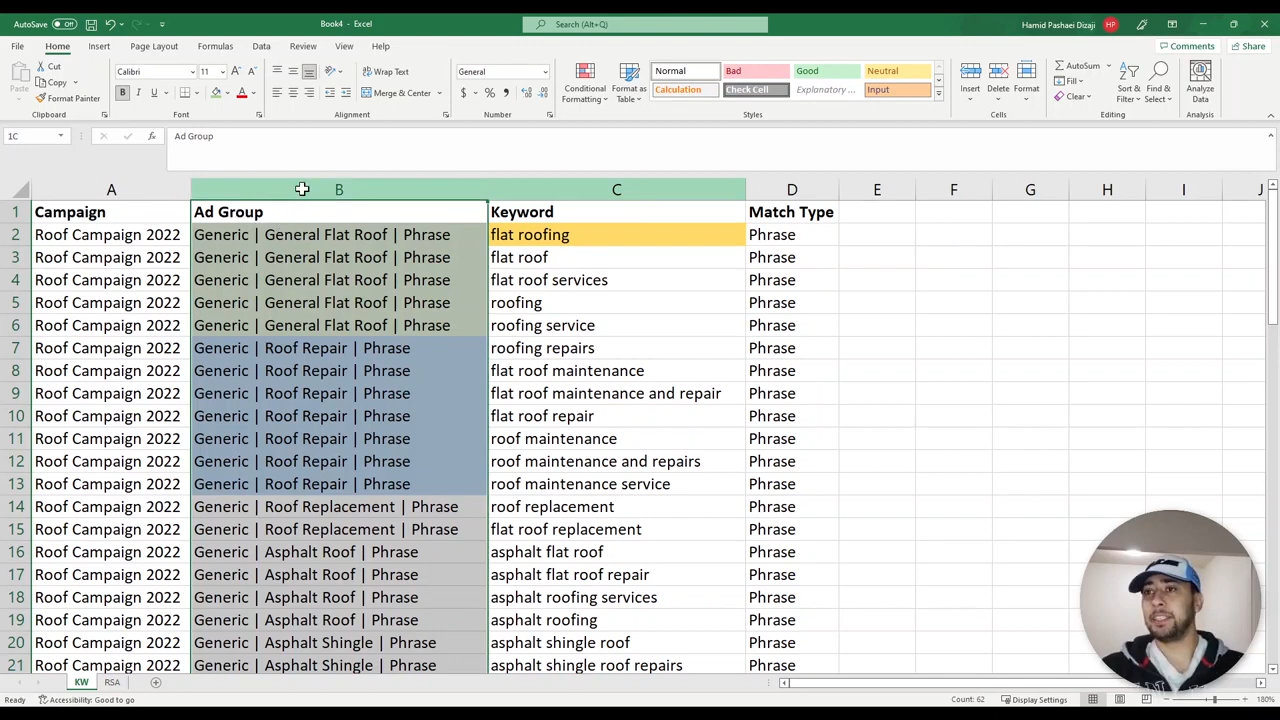 AutoSave Off Book4 - Excel Search (Alt+Q) Hamid Pashaei Dizaji HP
File Home Insert Page Layout Formulas Data Review View Help Comments Share
Cut
Copy
Paste
Format Painter
Clipboard
Calibri 11
B I U
Font
Wrap Text
Merge & Center
Alignment
General
$ %
Number
Conditional Formatting
Format as Table
Normal Bad Good Neutral
Calculation Check Cell Explanatory ... Input
Styles
Insert Delete Format
Cells
AutoSum
Fill
Clear
Sort & Filter
Find & Select
Editing
Analyze Data
Analysis
1C fx Ad Group
A B C D E F G H I J
1 Campaign Ad Group Keyword Match Type
2 Roof Campaign 2022 Generic | General Flat Roof | Phrase flat roofing Phrase
3 Roof Campaign 2022 Generic | General Flat Roof | Phrase flat roof Phrase
4 Roof Campaign 2022 Generic | General Flat Roof | Phrase flat roof services Phrase
5 Roof Campaign 2022 Generic | General Flat Roof | Phrase roofing Phrase
6 Roof Campaign 2022 Generic | General Flat Roof | Phrase roofing service Phrase
7 Roof Campaign 2022 Generic | Roof Repair | Phrase roofing repairs Phrase
8 Roof Campaign 2022 Generic | Roof Repair | Phrase flat roof maintenance Phrase
9 Roof Campaign 2022 Generic | Roof Repair | Phrase flat roof maintenance and repair Phrase
10 Roof Campaign 2022 Generic | Roof Repair | Phrase flat roof repair Phrase
11 Roof Campaign 2022 Generic | Roof Repair | Phrase roof maintenance Phrase
12 Roof Campaign 2022 Generic | Roof Repair | Phrase roof maintenance and repairs Phrase
13 Roof Campaign 2022 Generic | Roof Repair | Phrase roof maintenance service Phrase
14 Roof Campaign 2022 Generic | Roof Replacement | Phrase roof replacement Phrase
15 Roof Campaign 2022 Generic | Roof Replacement | Phrase flat roof replacement Phrase
16 Roof Campaign 2022 Generic | Asphalt Roof | Phrase asphalt flat roof Phrase
17 Roof Campaign 2022 Generic | Asphalt Roof | Phrase asphalt flat roof repair Phrase
18 Roof Campaign 2022 Generic | Asphalt Roof | Phrase asphalt roofing services Phrase
19 Roof Campaign 2022 Generic | Asphalt Roof | Phrase asphalt roofing Phrase
20 Roof Campaign 2022 Generic | Asphalt Shingle | Phrase asphalt shingle roof Phrase
21 Roof Campaign 2022 Generic | Asphalt Shingle | Phrase asphalt shingle roof repairs Phrase
KW RSA
Ready Accessibility: Good to go Count: 62 Display Settings 180%